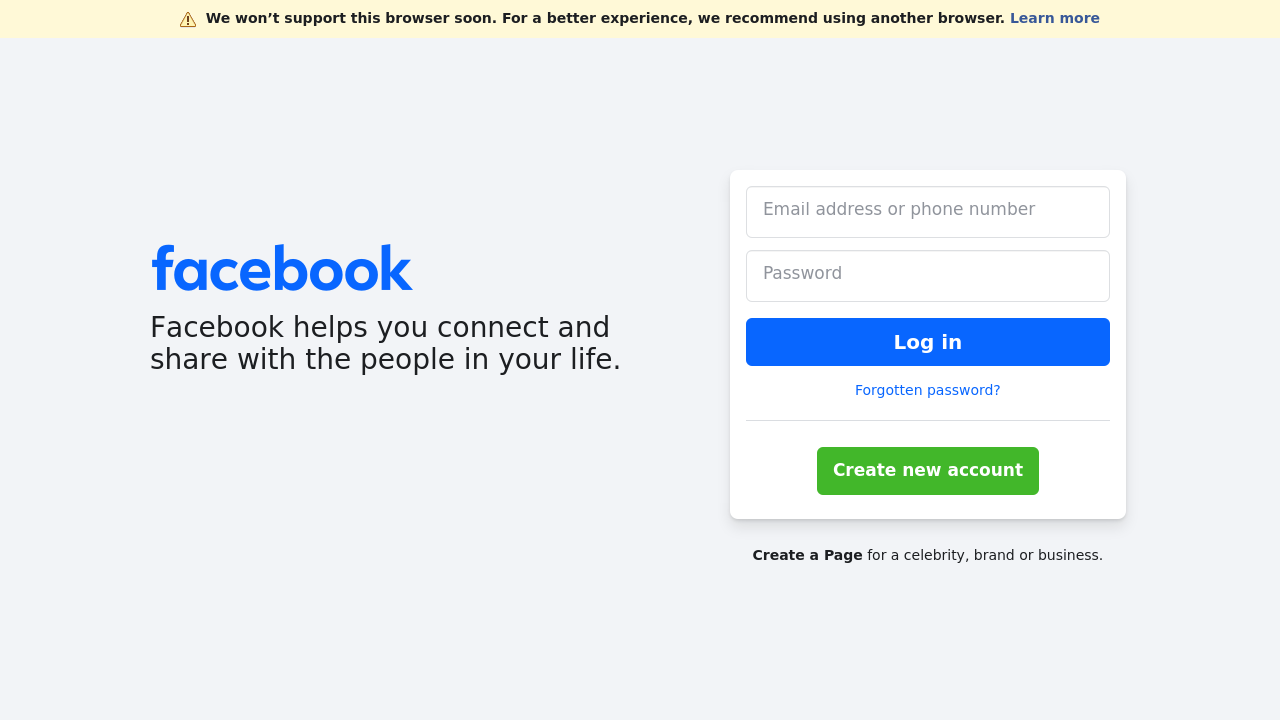 We won’t support this browser soon. For a better experience, we recommend using another browser. Learn more
facebook
Facebook helps you connect and
share with the people in your life.
Email address or phone number
Password
Log in
Forgotten password?
Create new account
Create a Page for a celebrity, brand or business.